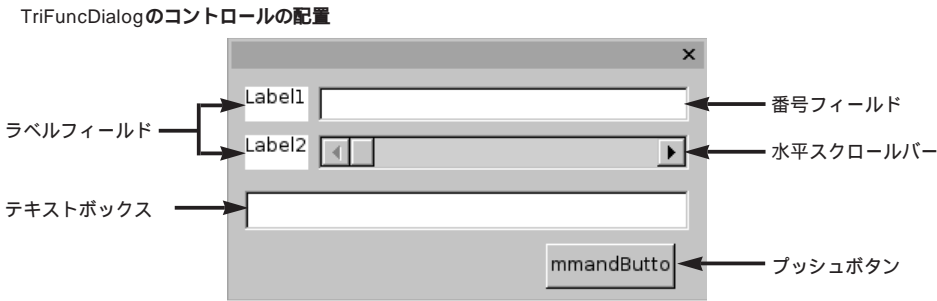 TriFuncDialogのコントロールの配置
×
Label1
番号フィールド
ラベルフィールド
Label2
水平スクロールバー
テキストボックス
mmandButto
プッシュボタン